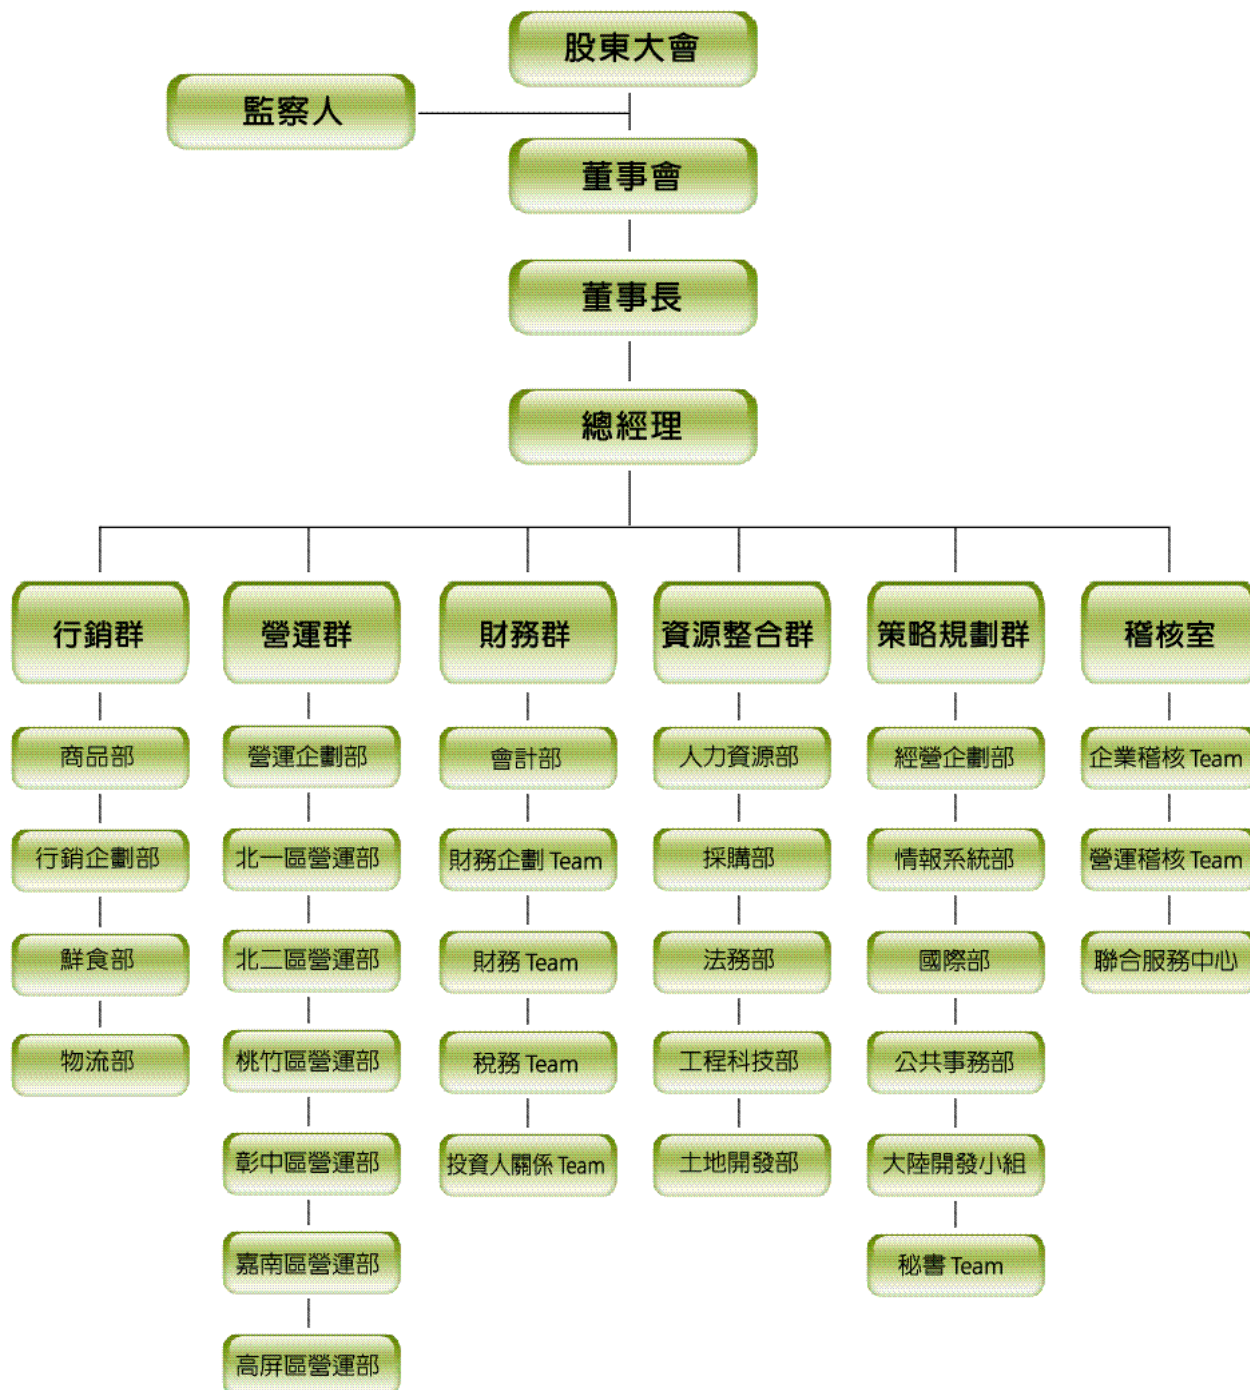 股東大會
監察人
董事會
董事長
總經理
行銷群
商品部
行銷企劃部
鮮食部
物流部
營運群
營運企劃部
北一區營運部
北二區營運部
桃竹區營運部
彰中區營運部
嘉南區營運部
高屏區營運部
財務群
會計部
財務企劃 Team
財務 Team
稅務 Team
投資人關係 Team
資源整合群
人力資源部
採購部
法務部
工程科技部
土地開發部
策略規劃群
經營企劃部
情報系統部
國際部
公共事務部
大陸開發小組
秘書 Team
稽核室
企業稽核 Team
營運稽核 Team
聯合服務中心